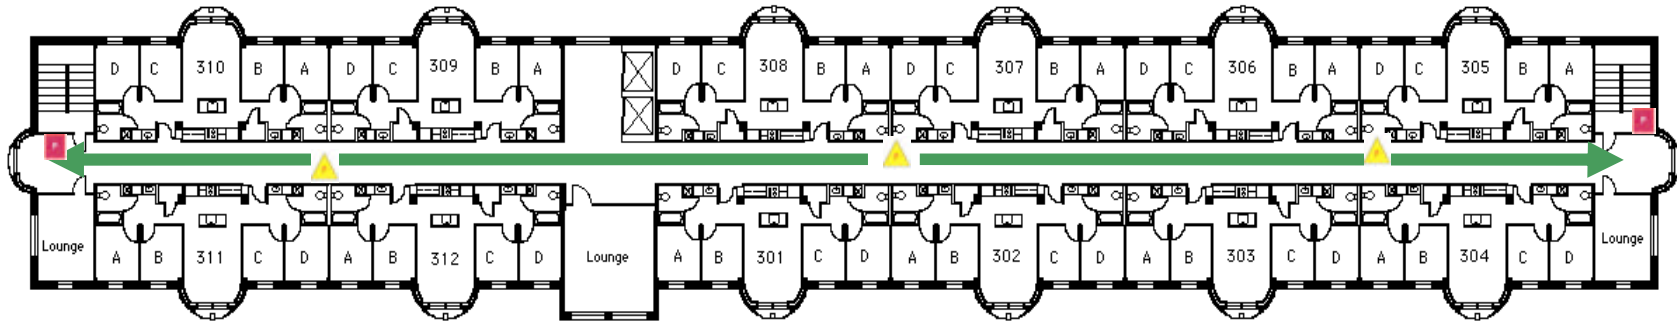 310 309 308 307 306 305
D C B A D C B A D C B A D C B A D C B A D C B A
Lounge Lounge Lounge
A B 311 C D A B 312 C D A B 301 C D A B 302 C D A B 303 C D A B 304 C D